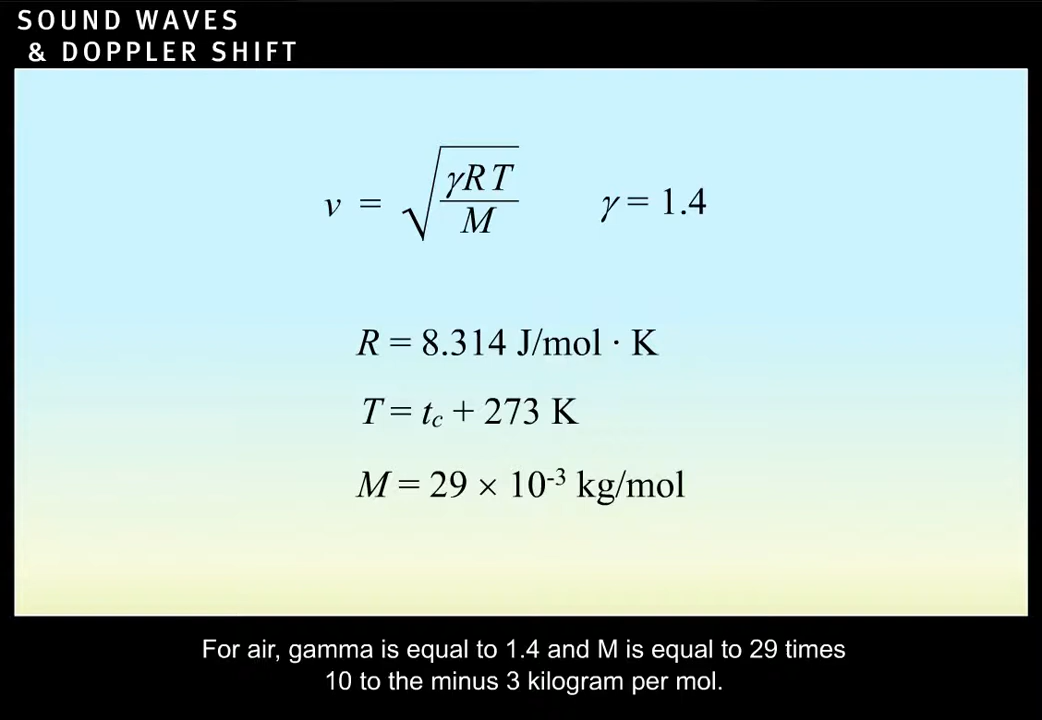 SOUND WAVES
& DOPPLER SHIFT
v = √(γRT/M) γ = 1.4
R = 8.314 J/mol · K
T = t_c + 273 K
M = 29 × 10⁻³ kg/mol
For air, gamma is equal to 1.4 and M is equal to 29 times
10 to the minus 3 kilogram per mol.